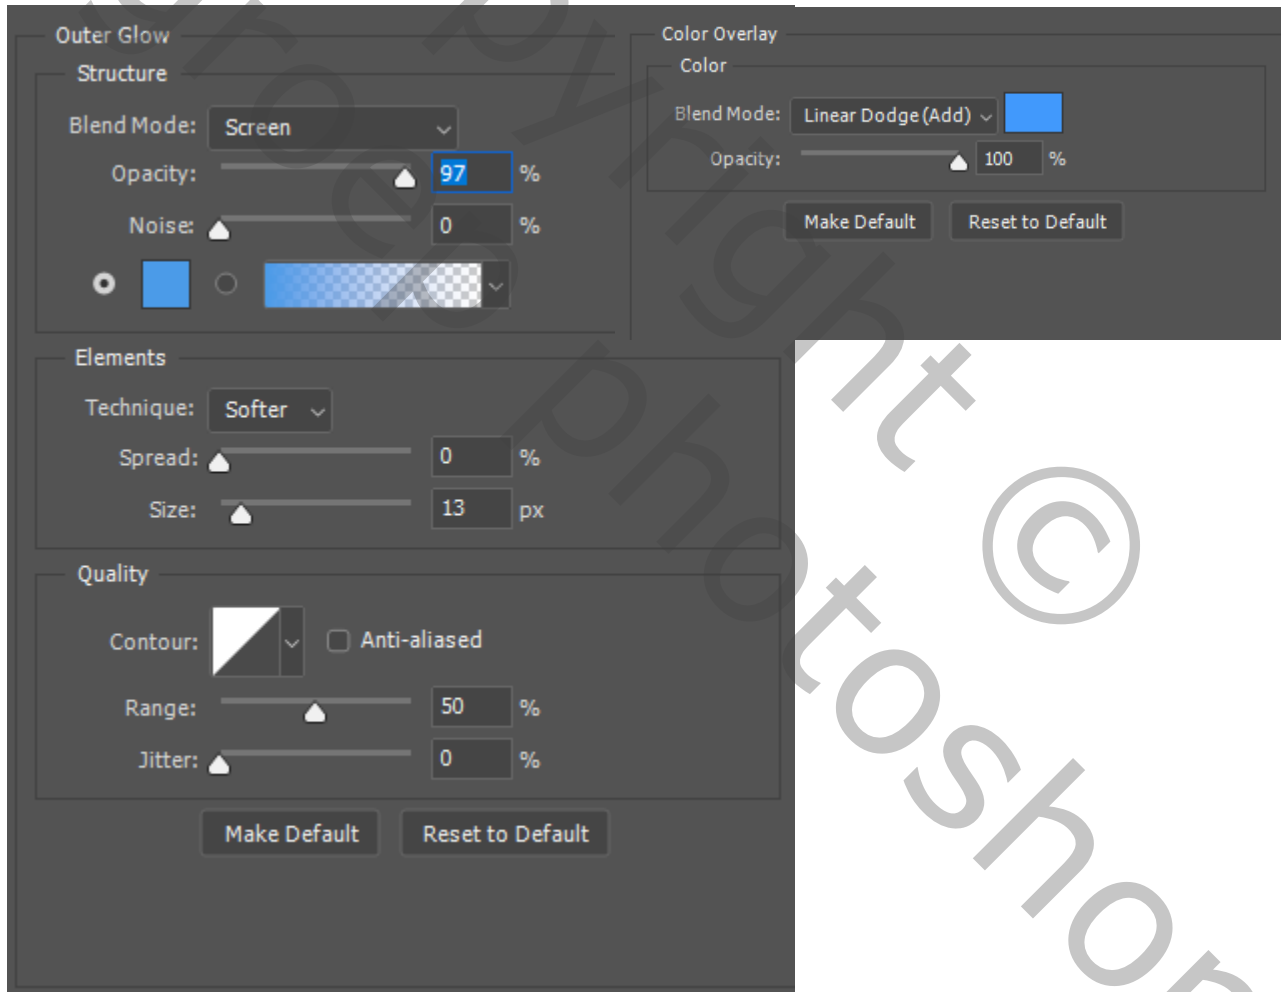 Outer Glow
Structure
Blend Mode: Screen
Opacity: 97 %
Noise: 0 %
Elements
Technique: Softer
Spread: 0 %
Size: 13 px
Quality
Contour: Anti-aliased
Range: 50 %
Jitter: 0 %
Make Default Reset to Default
Color Overlay
Color
Blend Mode: Linear Dodge (Add)
Opacity: 100 %
Make Default Reset to Default